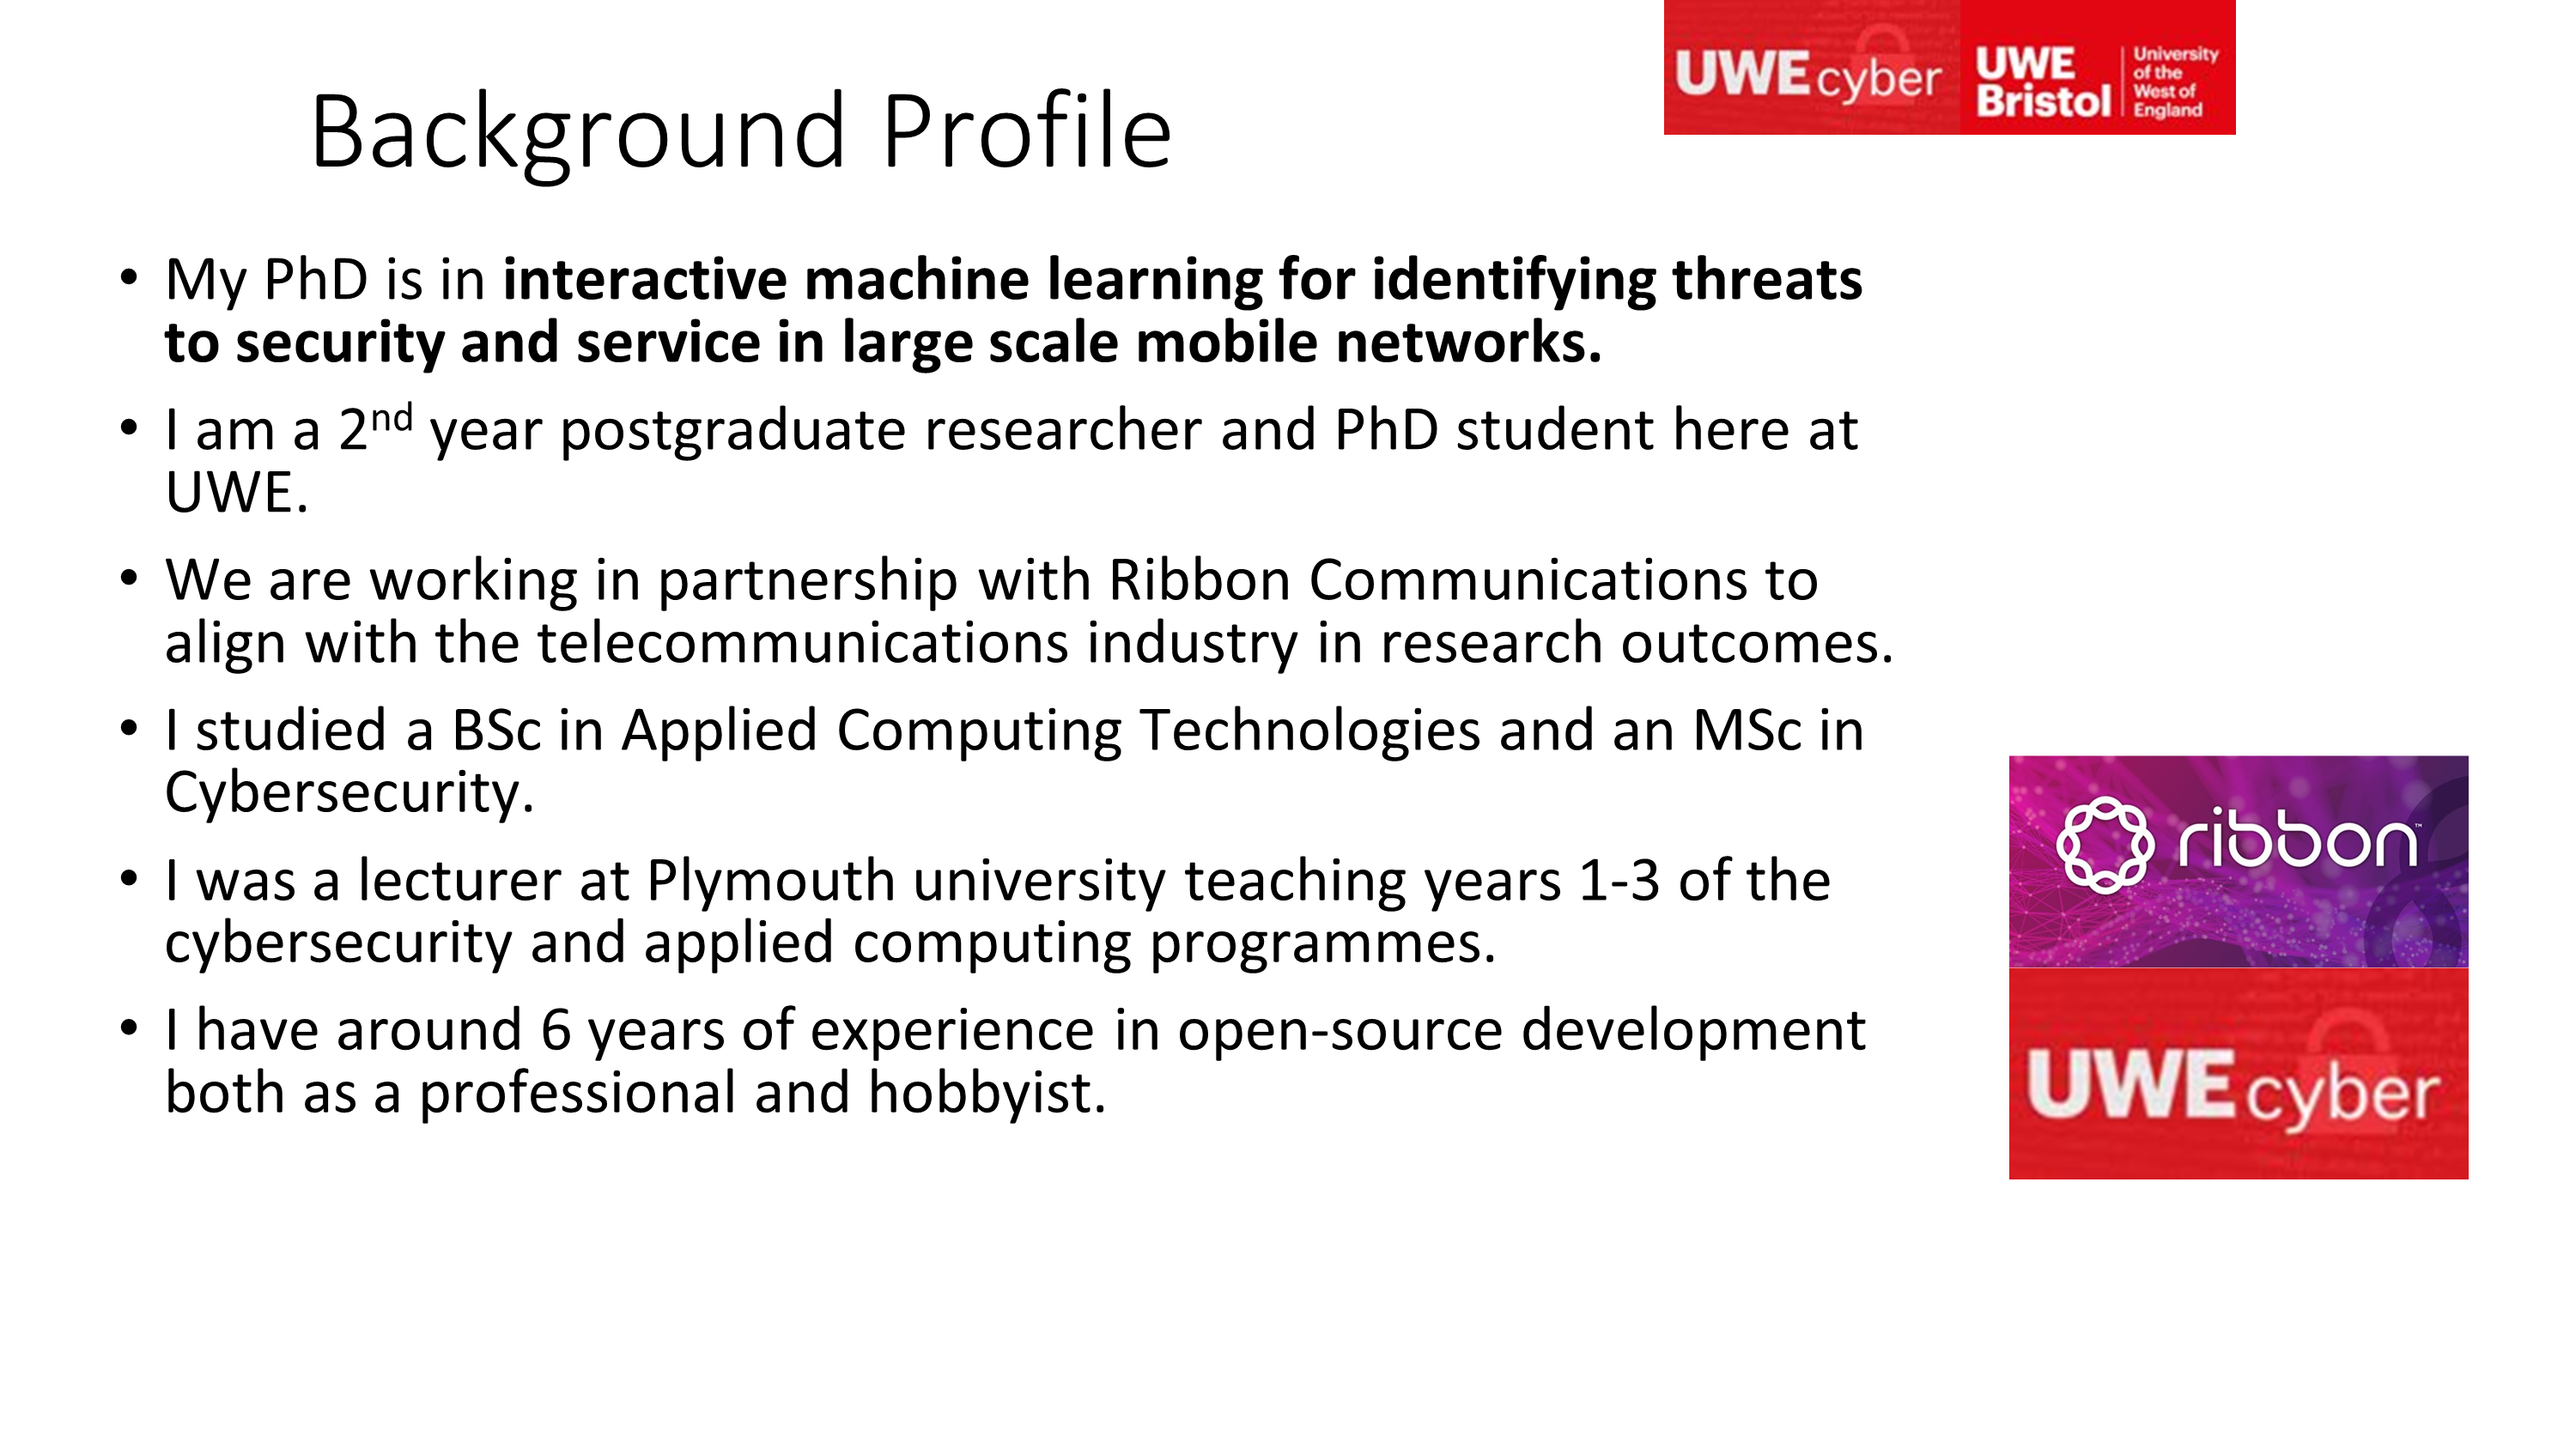 UWE cyber
UWE
Bristol
University
of the
West of
England
Background Profile
• My PhD is in interactive machine learning for identifying threats
to security and service in large scale mobile networks.
• I am a 2nd year postgraduate researcher and PhD student here at
UWE.
• We are working in partnership with Ribbon Communications to
align with the telecommunications industry in research outcomes.
• I studied a BSc in Applied Computing Technologies and an MSc in
Cybersecurity.
• I was a lecturer at Plymouth university teaching years 1-3 of the
cybersecurity and applied computing programmes.
• I have around 6 years of experience in open-source development
both as a professional and hobbyist.
ribbon™
UWE cyber